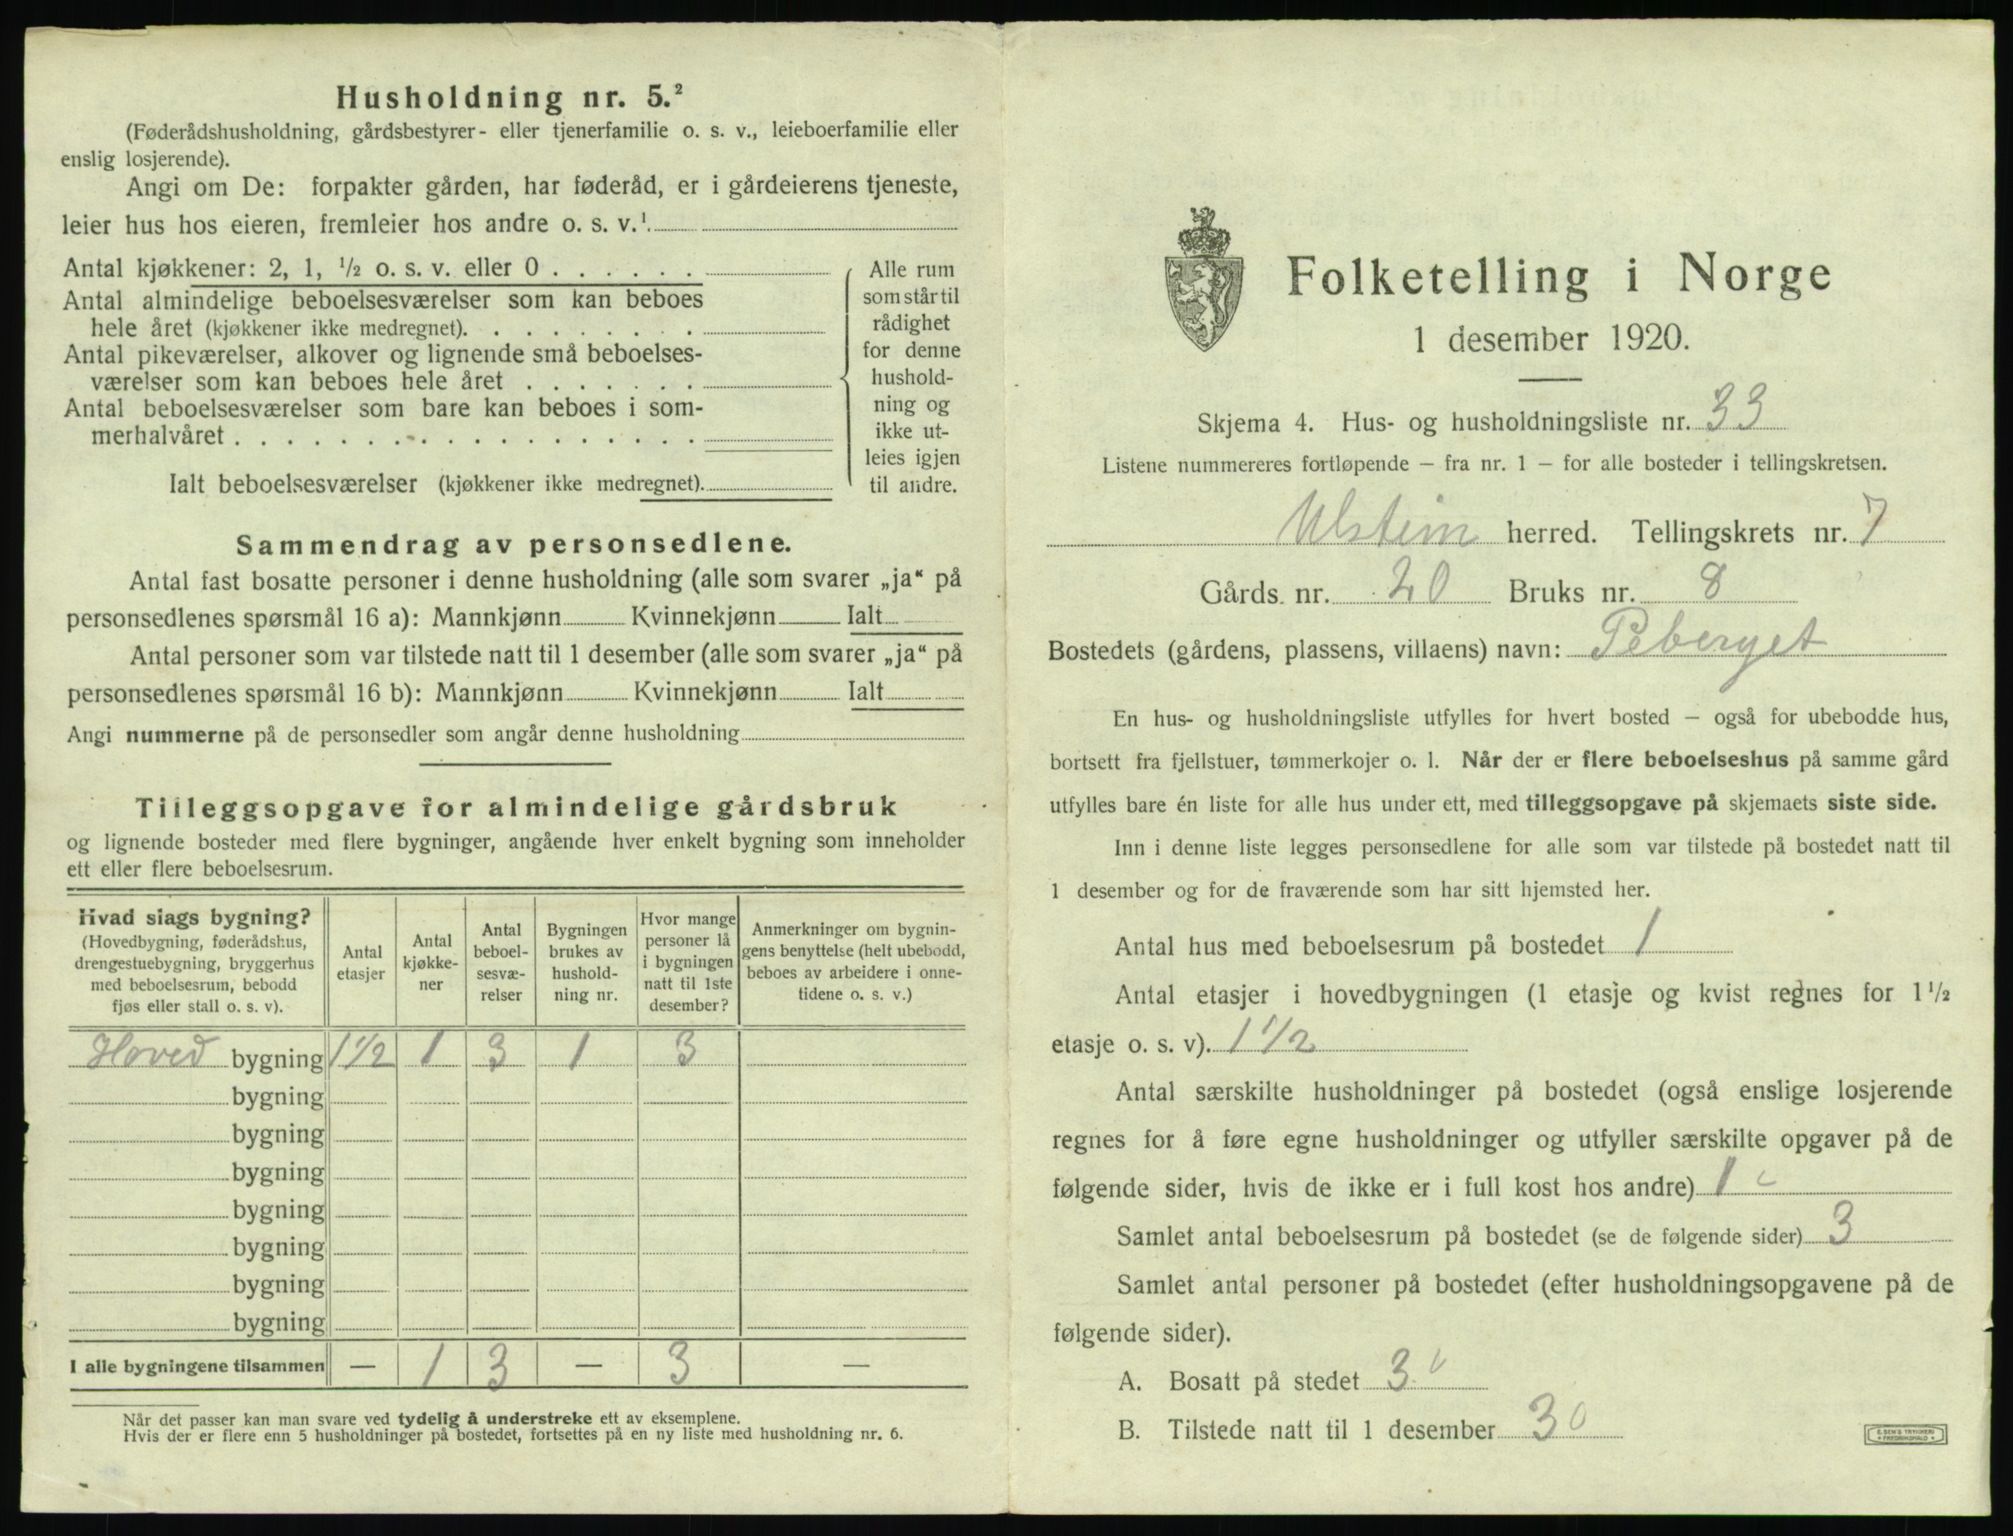 Husholdning nr. 5.²
(Føderådshusholdning, gårdsbestyrer- eller tjenerfamilie o. s. v., leieboerfamilie eller
enslig losjerende).
Angi om De: forpakter gården, har føderåd, er i gårdeierens tjeneste,
leier hus hos eieren, fremleier hos andre o. s. v.¹
Antal kjøkkener: 2, 1, ½ o. s. v. eller 0 . . . . . .
Antal almindelige beboelsesværelser som kan beboes
hele året (kjøkkener ikke medregnet). . . . . . . . .
Antal pikeværelser, alkover og lignende små beboelses-
værelser som kan beboes hele året . . . . . . .
Antal beboelsesværelser som bare kan beboes i som-
merhalvåret . . . . . . . . . . . . . . . . . .
Ialt beboelsesværelser (kjøkkener ikke medregnet).
Alle rum
som står til
rådighet
for denne
hushold-
ning og
ikke ut-
leies igjen
til andre.
Sammendrag av personsedlene.
Antal fast bosatte personer i denne husholdning (alle som svarer „ja“ på
personsedlenes spørsmål 16 a): Mannkjønn Kvinnekjønn Ialt
Antal personer som var tilstede natt til 1 desember (alle som svarer „ja“ på
personsedlenes spørsmål 16 b): Mannkjønn Kvinnekjønn Ialt
Angi nummerne på de personsedler som angår denne husholdning
Tilleggsopgave for almindelige gårdsbruk
og lignende bosteder med flere bygninger, angående hver enkelt bygning som inneholder
ett eller flere beboelsesrum.
Hvad slags bygning?
(Hovedbygning, føderådshus,
drengestuebygning, bryggerhus
med beboelsesrum, bebodd
fjøs eller stall o. s. v).
Antal
etasjer
Antal
kjøkke-
ner
Antal
beboel-
sesvæ-
relser
Bygningen
brukes av
hushold-
ning nr.
Hvor mange
personer lå
i bygningen
natt til 1ste
desember?
Anmerkninger om bygnin-
gens benyttelse (helt ubebodd,
beboes av arbeidere i onne-
tidene o. s. v.)
Hoved bygning 1 1/2 1 3 1 3
bygning
bygning
bygning
bygning
bygning
bygning
bygning
I alle bygningene tilsammen — 1 3 — 3 —
Når det passer kan man svare ved tydelig å understreke ett av eksemplene.
Hvis der er flere enn 5 husholdninger på bostedet, fortsettes på en ny liste med husholdning nr. 6.
Folketelling i Norge
1 desember 1920.
Skjema 4. Hus- og husholdningsliste nr. 33
Listene nummereres fortløpende – fra nr. 1 – for alle bosteder i tellingskretsen.
Ulstein herred. Tellingskrets nr. 7
Gårds. nr. 20 Bruks nr. 8
Bostedets (gårdens, plassens, villaens) navn: Peberget
En hus- og husholdningsliste utfylles for hvert bosted – også for ubebodde hus,
bortsett fra fjellstuer, tømmerkojer o. l. Når der er flere beboelseshus på samme gård
utfylles bare én liste for alle hus under ett, med tilleggsopgave på skjemaets siste side.
Inn i denne liste legges personsedlene for alle som var tilstede på bostedet natt til
1 desember og for de fraværende som har sitt hjemsted her.
Antal hus med beboelsesrum på bostedet 1
Antal etasjer i hovedbygningen (1 etasje og kvist regnes for 1 ½
etasje o. s. v). 1 1/2
Antal særskilte husholdninger på bostedet (også enslige losjerende
regnes for å føre egne husholdninger og utfyller særskilte opgaver på de
følgende sider, hvis de ikke er i full kost hos andre) 1
Samlet antal beboelsesrum på bostedet (se de følgende sider) 3
Samlet antal personer på bostedet (efter husholdningsopgavene på de
følgende sider).
A. Bosatt på stedet 3
B. Tilstede natt til 1 desember 3
E. SEM'S TRYKKERI
FREDRIKSHALD